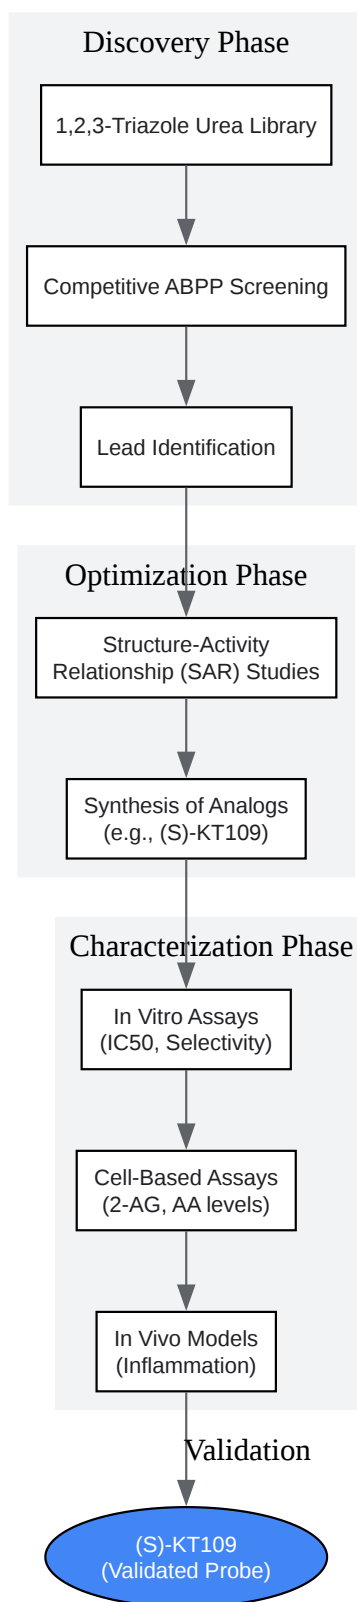 Discovery Phase
1,2,3-Triazole Urea Library
Competitive ABPP Screening
Lead Identification
Optimization Phase
Structure-Activity
Relationship (SAR) Studies
Synthesis of Analogs
(e.g., (S)-KT109)
Characterization Phase
In Vitro Assays
(IC50, Selectivity)
Cell-Based Assays
(2-AG, AA levels)
In Vivo Models
(Inflammation)
Validation
(S)-KT109
(Validated Probe)